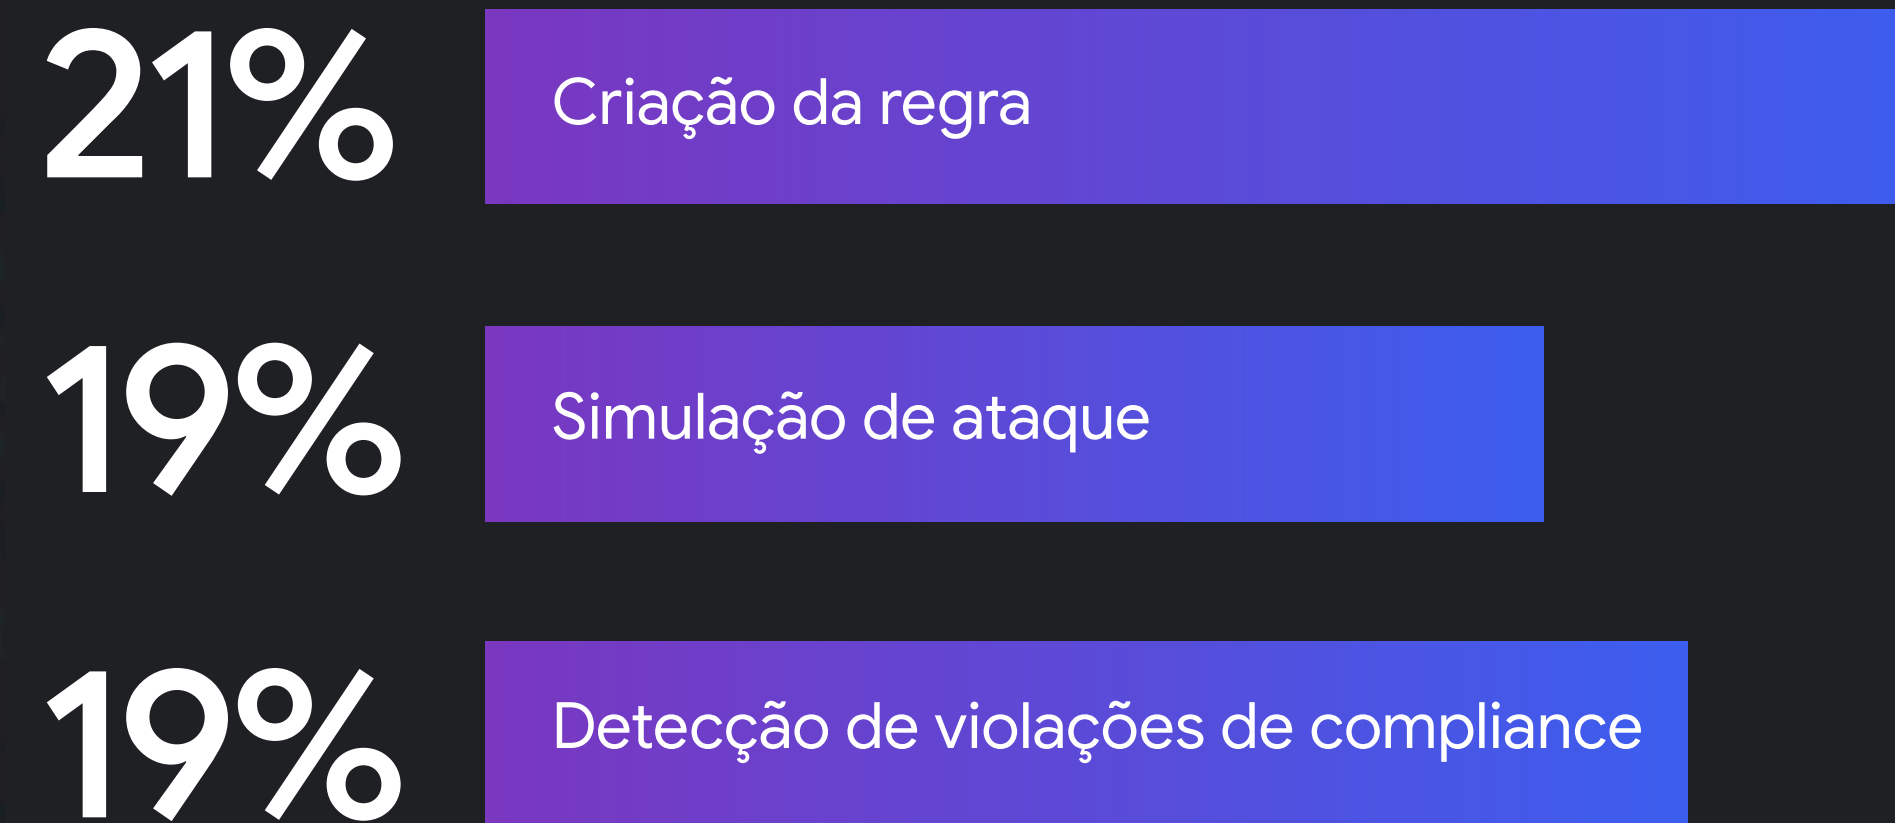 21% Criação da regra
19% Simulação de ataque
19% Detecção de violações de compliance